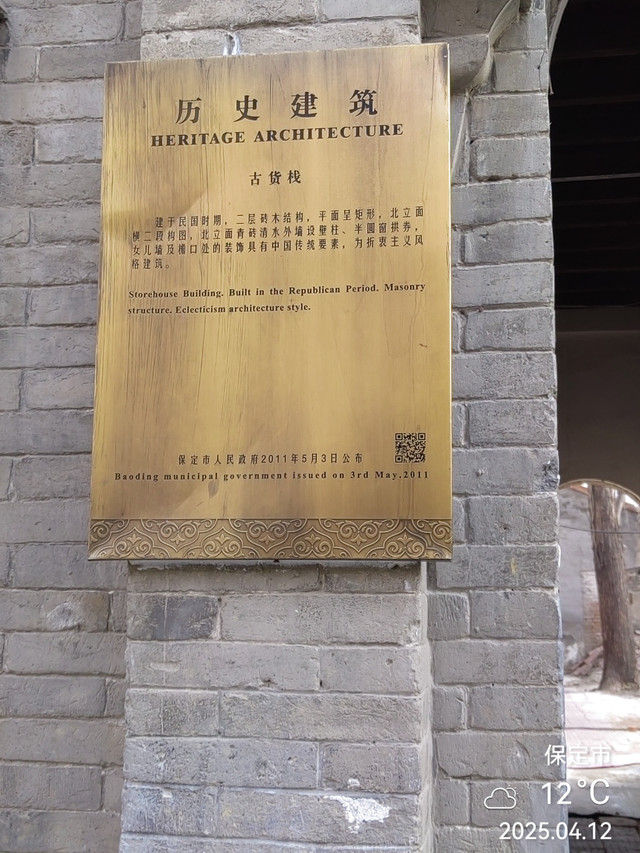 历史建筑
HERITAGE ARCHITECTURE
古货栈
建于民国时期，二层砖木结构，平面呈矩形，北立面
横二段构图，北立面青砖清水外墙设壁柱、半圆窗拱券，
女儿墙及檐口处的装饰具有中国传统要素，为折衷主义风
格建筑。
Storehouse Building. Built in the Republican Period. Masonry
structure. Eclecticism architecture style.
保定市人民政府2011年5月3日公布
Baoding municipal government issued on 3rd May,2011
保定市
12°C
2025.04.12